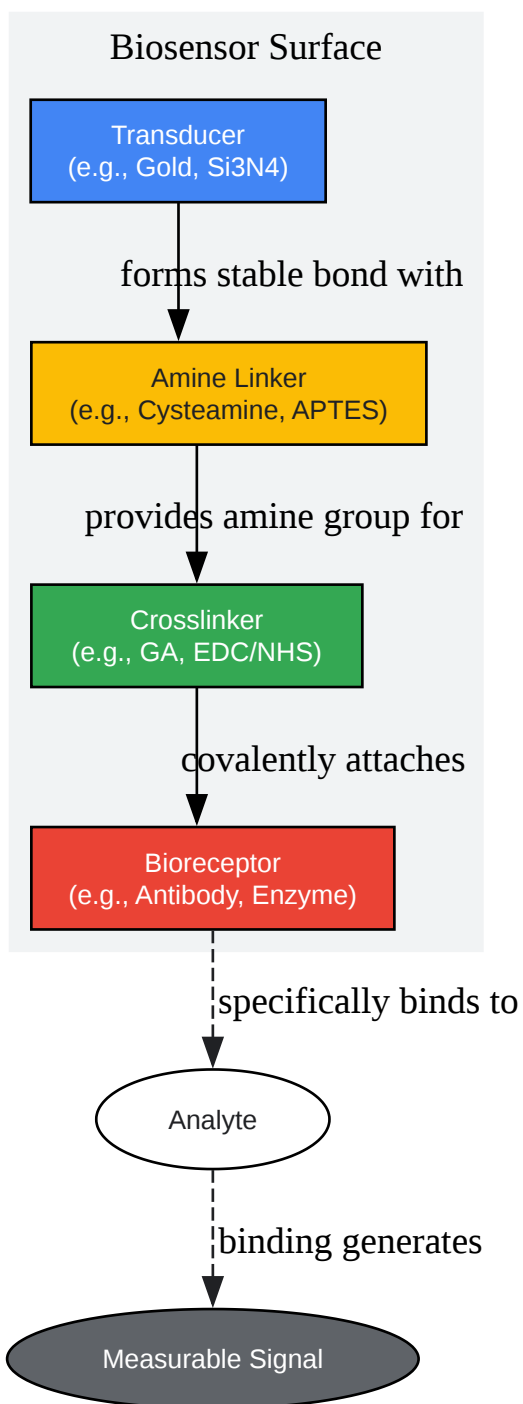 Biosensor Surface
Transducer
(e.g., Gold, Si3N4)
forms stable bond with
Amine Linker
(e.g., Cysteamine, APTES)
provides amine group for
Crosslinker
(e.g., GA, EDC/NHS)
covalently attaches
Bioreceptor
(e.g., Antibody, Enzyme)
specifically binds to
Analyte
binding generates
Measurable Signal